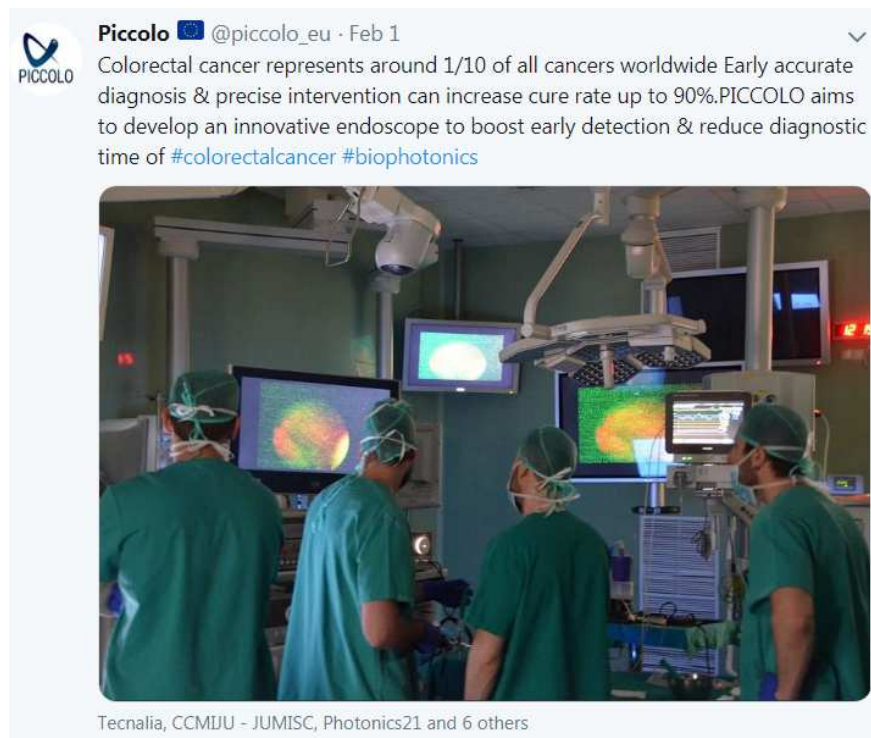 Piccolo 🇪🇺 @piccolo_eu · Feb 1
PICCOLO
Colorectal cancer represents around 1/10 of all cancers worldwide Early accurate
diagnosis & precise intervention can increase cure rate up to 90%.PICCOLO aims
to develop an innovative endoscope to boost early detection & reduce diagnostic
time of #colorectalcancer #biophotonics
Tecnalia, CCMIJU - JUMISC, Photonics21 and 6 others